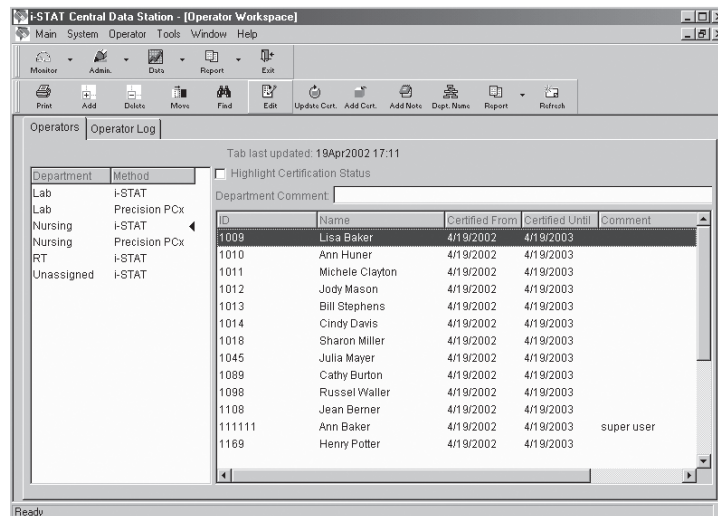 i-STAT Central Data Station - [Operator Workspace]
Main System Operator Tools Window Help
Monitor Admin. Data Report Exit
Print Add Delete Move Find Edit Update Cert. Add Cert. Add Note Dept. Name Report Refresh
Operators Operator Log
Tab last updated: 19Apr2002 17:11
Highlight Certification Status
Department Comment:
Department Method
Lab i-STAT
Lab Precision PCx
Nursing i-STAT
Nursing Precision PCx
RT i-STAT
Unassigned i-STAT
ID Name Certified From Certified Until Comment
1009 Lisa Baker 4/19/2002 4/19/2003
1010 Ann Huner 4/19/2002 4/19/2003
1011 Michele Clayton 4/19/2002 4/19/2003
1012 Jody Mason 4/19/2002 4/19/2003
1013 Bill Stephens 4/19/2002 4/19/2003
1014 Cindy Davis 4/19/2002 4/19/2003
1018 Sharon Miller 4/19/2002 4/19/2003
1045 Julia Mayer 4/19/2002 4/19/2003
1089 Cathy Burton 4/19/2002 4/19/2003
1098 Russel Waller 4/19/2002 4/19/2003
1108 Jean Berner 4/19/2002 4/19/2003
111111 Ann Baker 4/19/2002 4/19/2003 super user
1169 Henry Potter 4/19/2002 4/19/2003
Ready